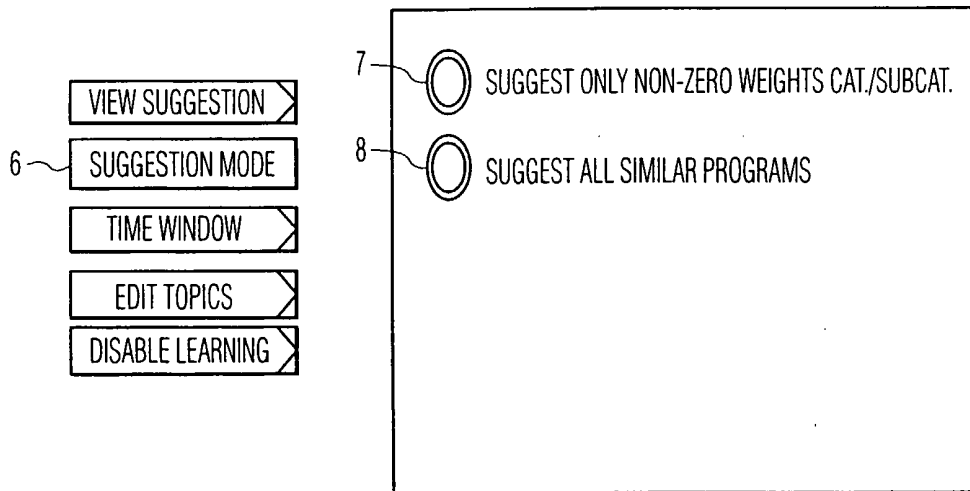 VIEW SUGGESTION
6 SUGGESTION MODE
TIME WINDOW
EDIT TOPICS
DISABLE LEARNING
7 SUGGEST ONLY NON-ZERO WEIGHTS CAT./SUBCAT.
8 SUGGEST ALL SIMILAR PROGRAMS